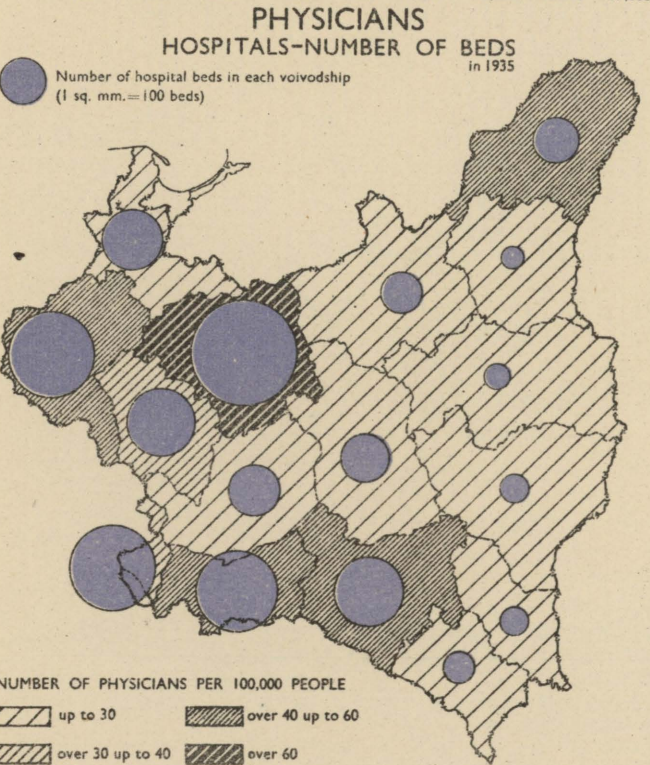 PHYSICIANS
HOSPITALS–NUMBER OF BEDS
in 1935
Number of hospital beds in each voivodship
(1 sq. mm. = 100 beds)
NUMBER OF PHYSICIANS PER 100,000 PEOPLE
up to 30
over 40 up to 60
over 30 up to 40
over 60